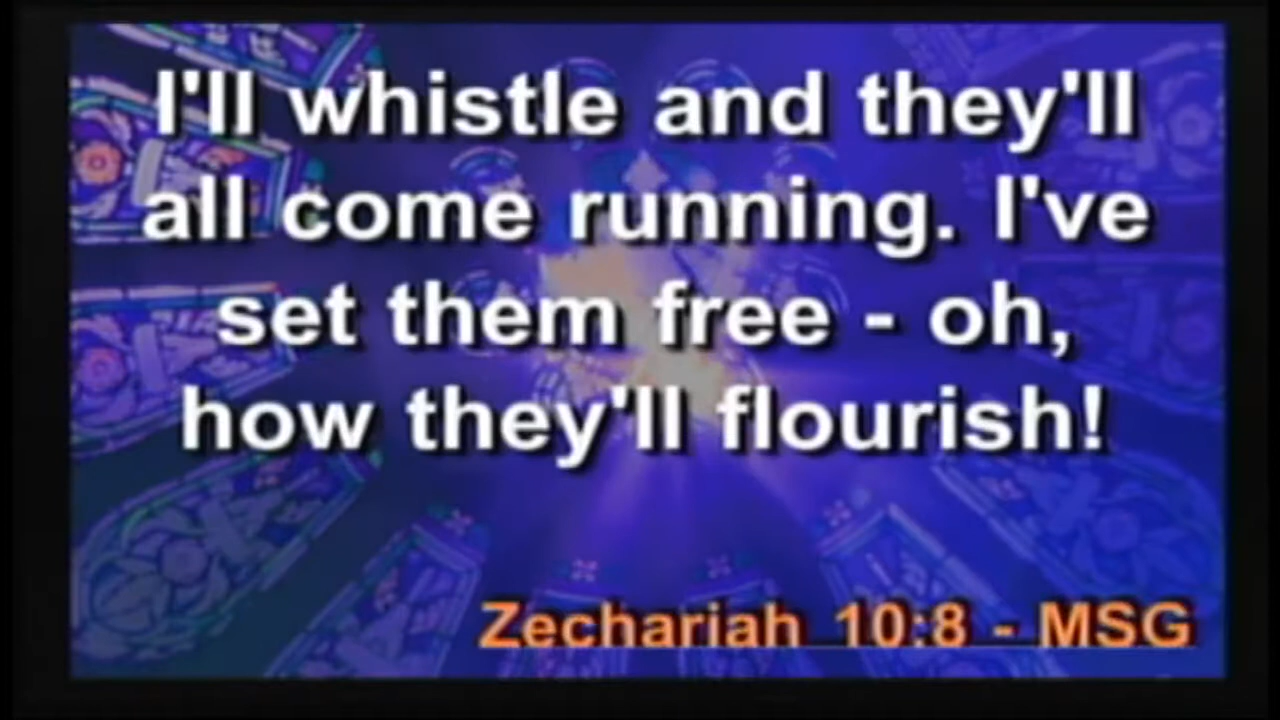 I'll whistle and they'll
all come running. I've
set them free - oh,
how they'll flourish!
Zechariah 10:8 - MSG